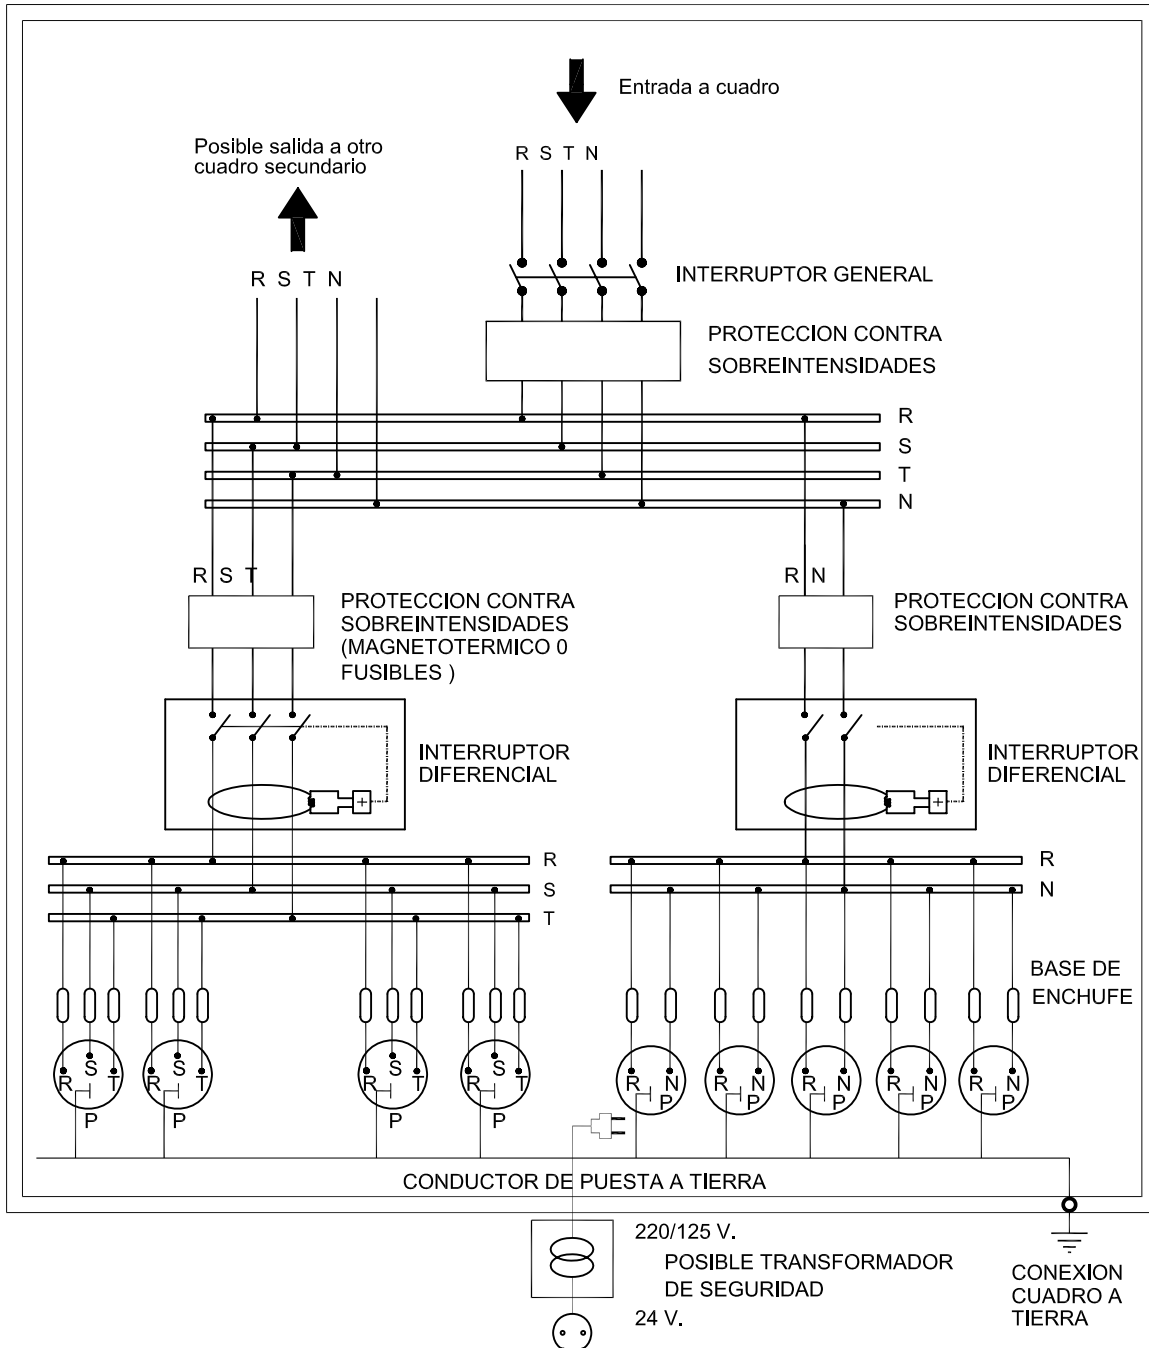 Entrada a cuadro
Posible salida a otro
cuadro secundario
R S T N
R S T N
INTERRUPTOR GENERAL
PROTECCION CONTRA
SOBREINTENSIDADES
R
S
T
N
R S T
R N
PROTECCION CONTRA
SOBREINTENSIDADES
(MAGNETOTERMICO 0
FUSIBLES )
PROTECCION CONTRA
SOBREINTENSIDADES
INTERRUPTOR
DIFERENCIAL
INTERRUPTOR
DIFERENCIAL
R
S
T
R
N
BASE DE
ENCHUFE
R S T
P
R S T
P
R S T
P
R S T
P
R N
P
R N
P
R N
P
R N
P
R N
P
CONDUCTOR DE PUESTA A TIERRA
220/125 V.
POSIBLE TRANSFORMADOR
DE SEGURIDAD
24 V.
CONEXION
CUADRO A
TIERRA